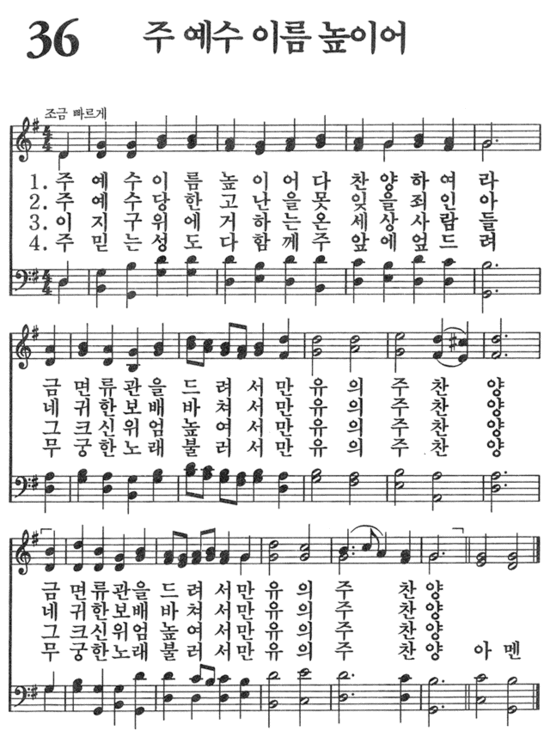 36 주 예수 이름 높이어
조금 빠르게
1. 주 예 수 이 름 높 이 어 다 찬 양 하 여 라
2. 주 예 수 당 한 고 난 을 못 잊 을 죄 인 아
3. 이 지 구 위 에 거 하 는 온 세 상 사 람 들
4. 주 믿 는 성 도 다 함 께 주 앞 에 엎 드 려
금 면 류 관 을 드 려 서 만 유 의 주 찬 양
네 귀 한 보 배 바 쳐 서 만 유 의 주 찬 양
그 크 신 위 엄 높 여 서 만 유 의 주 찬 양
무 궁 한 노 래 불 러 서 만 유 의 주 찬 양
금 면 류 관 을 드 려 서 만 유 의 주 찬 양
네 귀 한 보 배 바 쳐 서 만 유 의 주 찬 양
그 크 신 위 엄 높 여 서 만 유 의 주 찬 양
무 궁 한 노 래 불 러 서 만 유 의 주 찬 양 아 멘